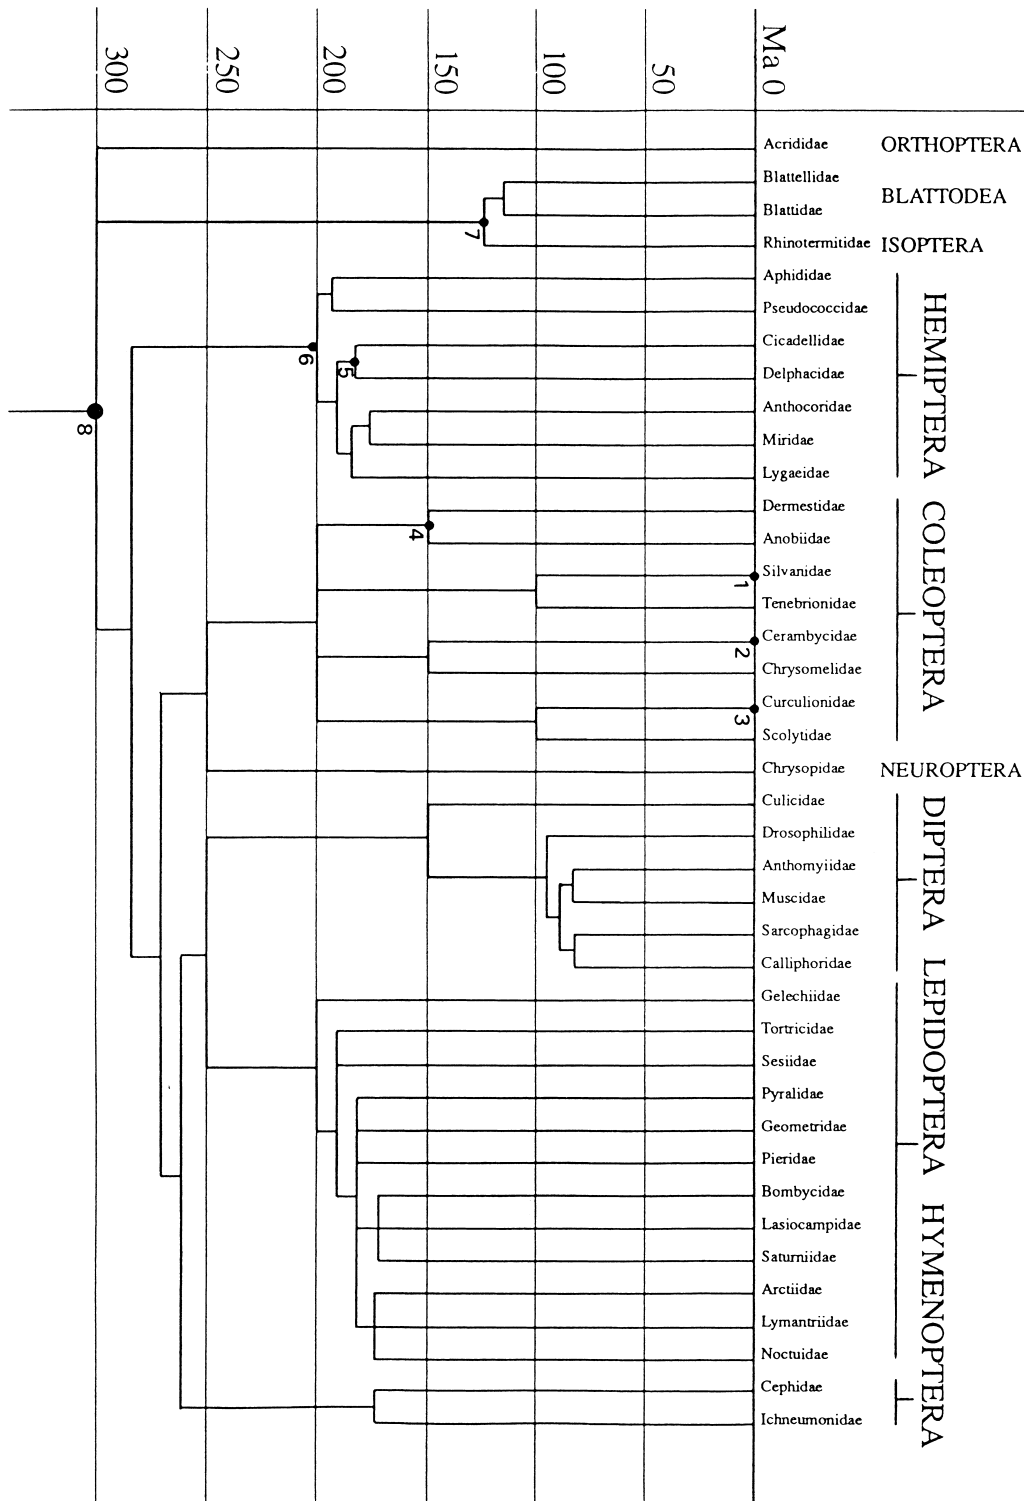 300
250
200
150
100
50
Ma 0
Acrididae ORTHOPTERA
Blattellidae
BLATTODEA
Blattidae
Rhinotermitidae ISOPTERA
7
Aphididae
Pseudococcidae
HEMIPTERA
Cicadellidae
6
5
Delphacidae
Anthocoridae
8
Miridae
Lygaeidae
Dermestidae
COLEOPTERA
4
Anobiidae
Silvanidae
1
Tenebrionidae
Cerambycidae
2
Chrysomelidae
Curculionidae
3
Scolytidae
Chrysopidae NEUROPTERA
Culicidae
DIPTERA
Drosophilidae
Anthomyiidae
Muscidae
Sarcophagidae
Calliphoridae
LEPIDOPTERA
Gelechiidae
Tortricidae
Sesiidae
Pyralidae
Geometridae
Pieridae
Bombycidae
HYMENOPTERA
Lasiocampidae
Saturniidae
Arctiidae
Lymantriidae
Noctuidae
Cephidae
Ichneumonidae